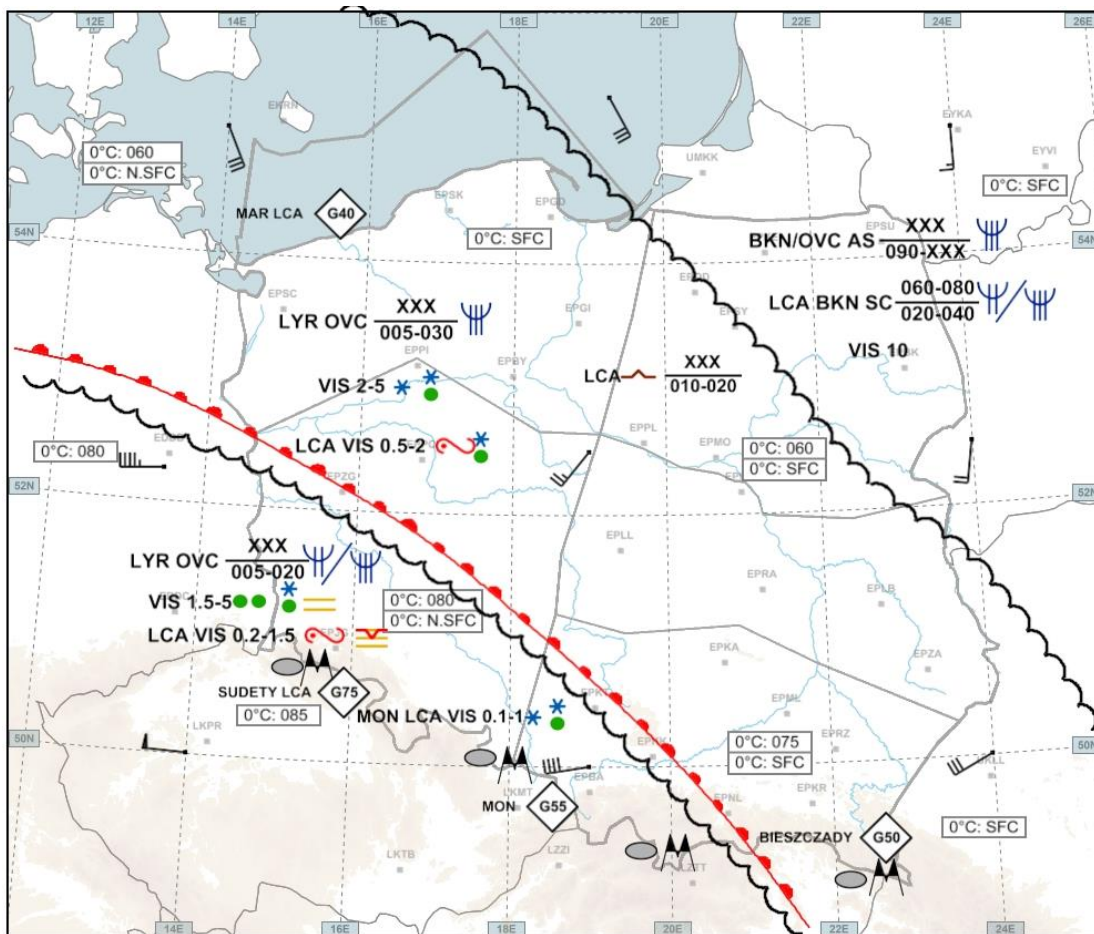 12E
14E
16E
18E
20E
22E
24E
26E
EKRN
EYKA
EYVI
0°C: 060
0°C: N.SFC
UMKK
0°C: SFC
EPSK
EPGD
MAR LCA G40
XXX
BKN/OVC AS
EPSU
090-XXX
0°C: SFC
54N
54N
EPSC
060-080
LCA BKN SC
020-040
XXX
LYR OVC
005-030
EPGI
EPSY
VIS 10
EPPI
EPBY
XXX
LCA
010-020
VIS 2-5
LCA VIS 0.5-2
EPPL
EPMO
0°C: 060
0°C: SFC
0°C: 080
EPZG
52N
52N
XXX
LYR OVC
005-020
EPLL
EPRA
EPLB
VIS 1.5-5
0°C: 080
0°C: N.SFC
LCA VIS 0.2-1.5
EPKA
EPZA
SUDETY LCA G75
0°C: 085
MON LCA VIS 0.1-1
EPML
LKPR
50N
50N
0°C: 075
0°C: SFC
EPRZ
UKLL
EPBA
EPKR
LKMT
MON G55
EPNL
BIESZCZADY G50
0°C: SFC
LKTB
LZZI
LZTT
14E
16E
18E
20E
22E
24E